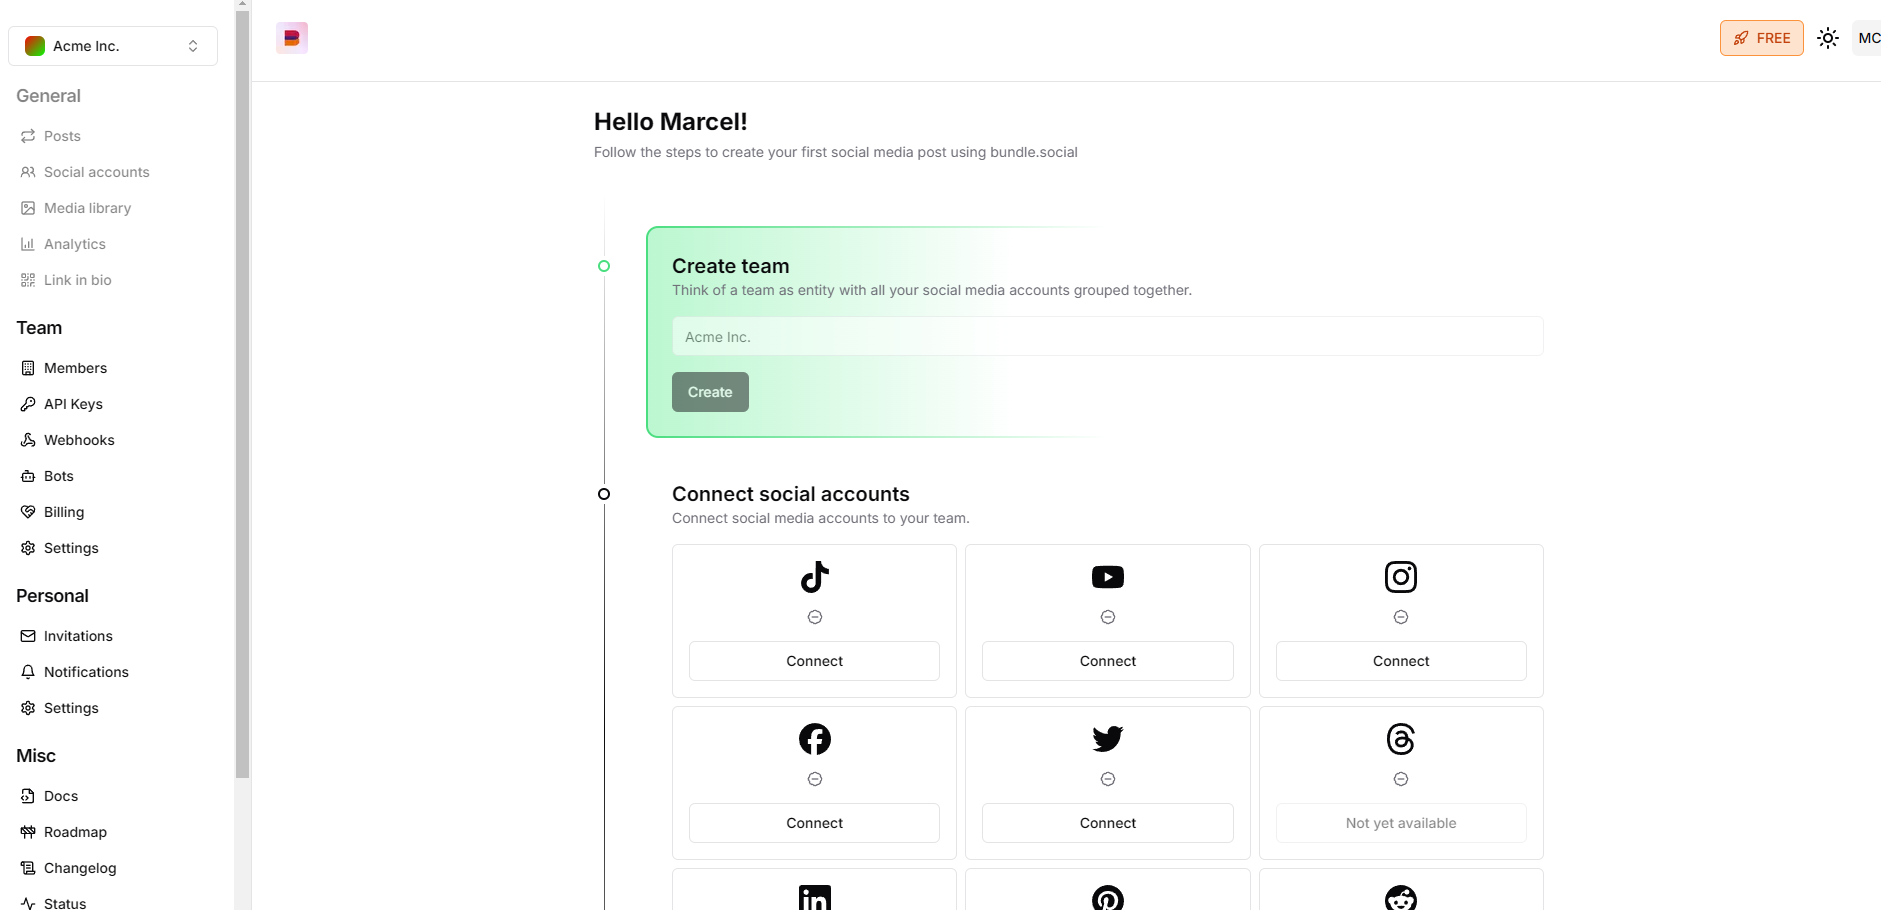 Acme Inc.
General
Posts
Social accounts
Media library
Analytics
Link in bio
Team
Members
API Keys
Webhooks
Bots
Billing
Settings
Personal
Invitations
Notifications
Settings
Misc
Docs
Roadmap
Changelog
Status
FREE
MC
Hello Marcel!
Follow the steps to create your first social media post using bundle.social
Create team
Think of a team as entity with all your social media accounts grouped together.
Acme Inc.
Create
Connect social accounts
Connect social media accounts to your team.
Connect
Connect
Connect
Connect
Connect
Not yet available